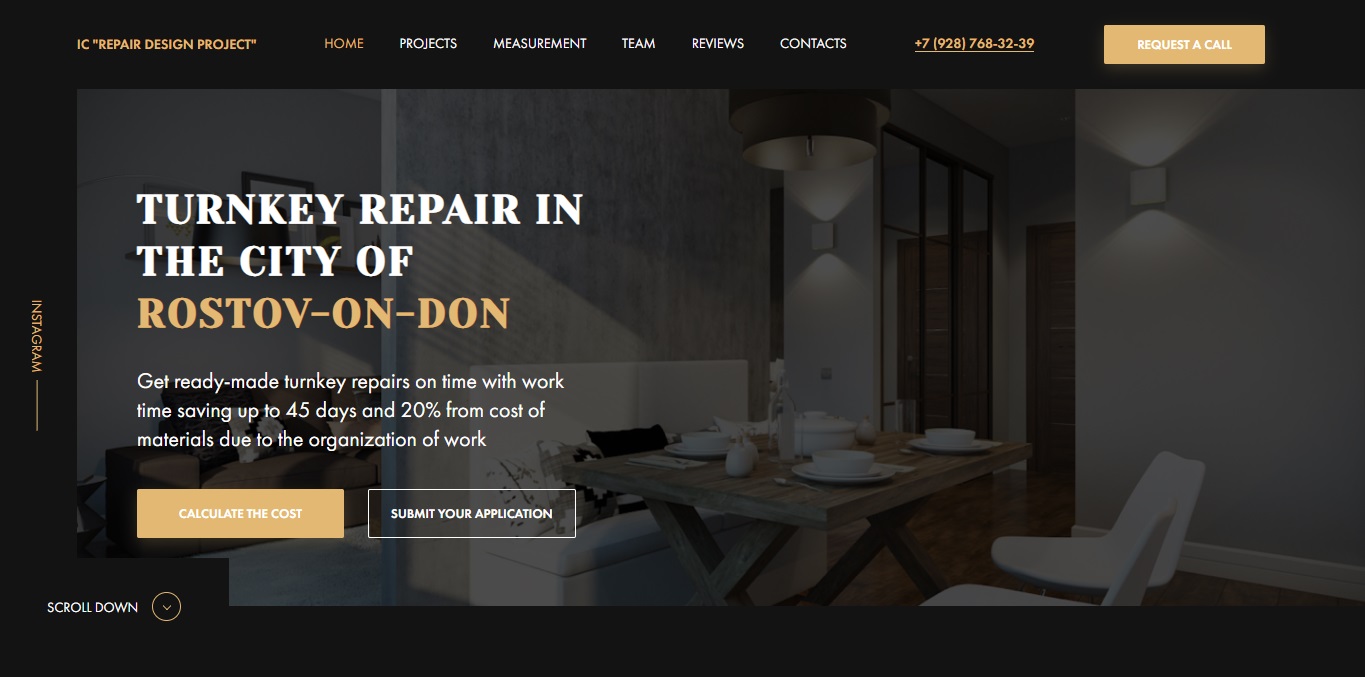 IC "REPAIR DESIGN PROJECT"
HOME
PROJECTS
MEASUREMENT
TEAM
REVIEWS
CONTACTS
+7 (928) 768-32-39
REQUEST A CALL
TURNKEY REPAIR IN
THE CITY OF
ROSTOV-ON-DON
INSTAGRAM
Get ready-made turnkey repairs on time with work
time saving up to 45 days and 20% from cost of
materials due to the organization of work
CALCULATE THE COST
SUBMIT YOUR APPLICATION
SCROLL DOWN